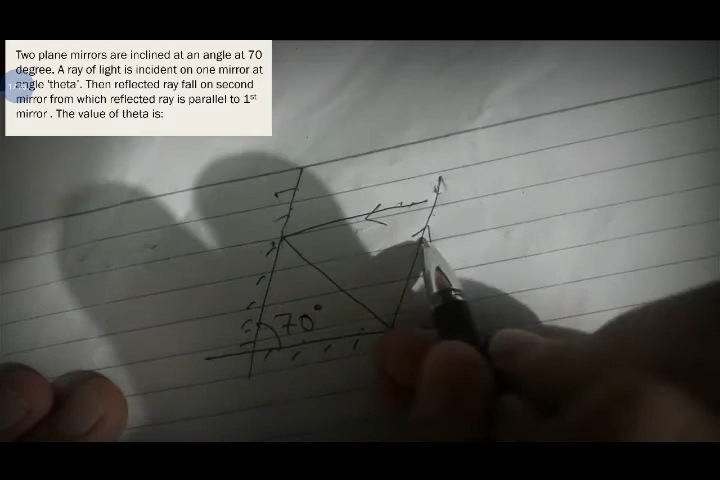 Two plane mirrors are inclined at an angle at 70
degree. A ray of light is incident on one mirror at
angle 'theta'. Then reflected ray fall on second
mirror from which reflected ray is parallel to 1st
mirror . The value of theta is:
70°